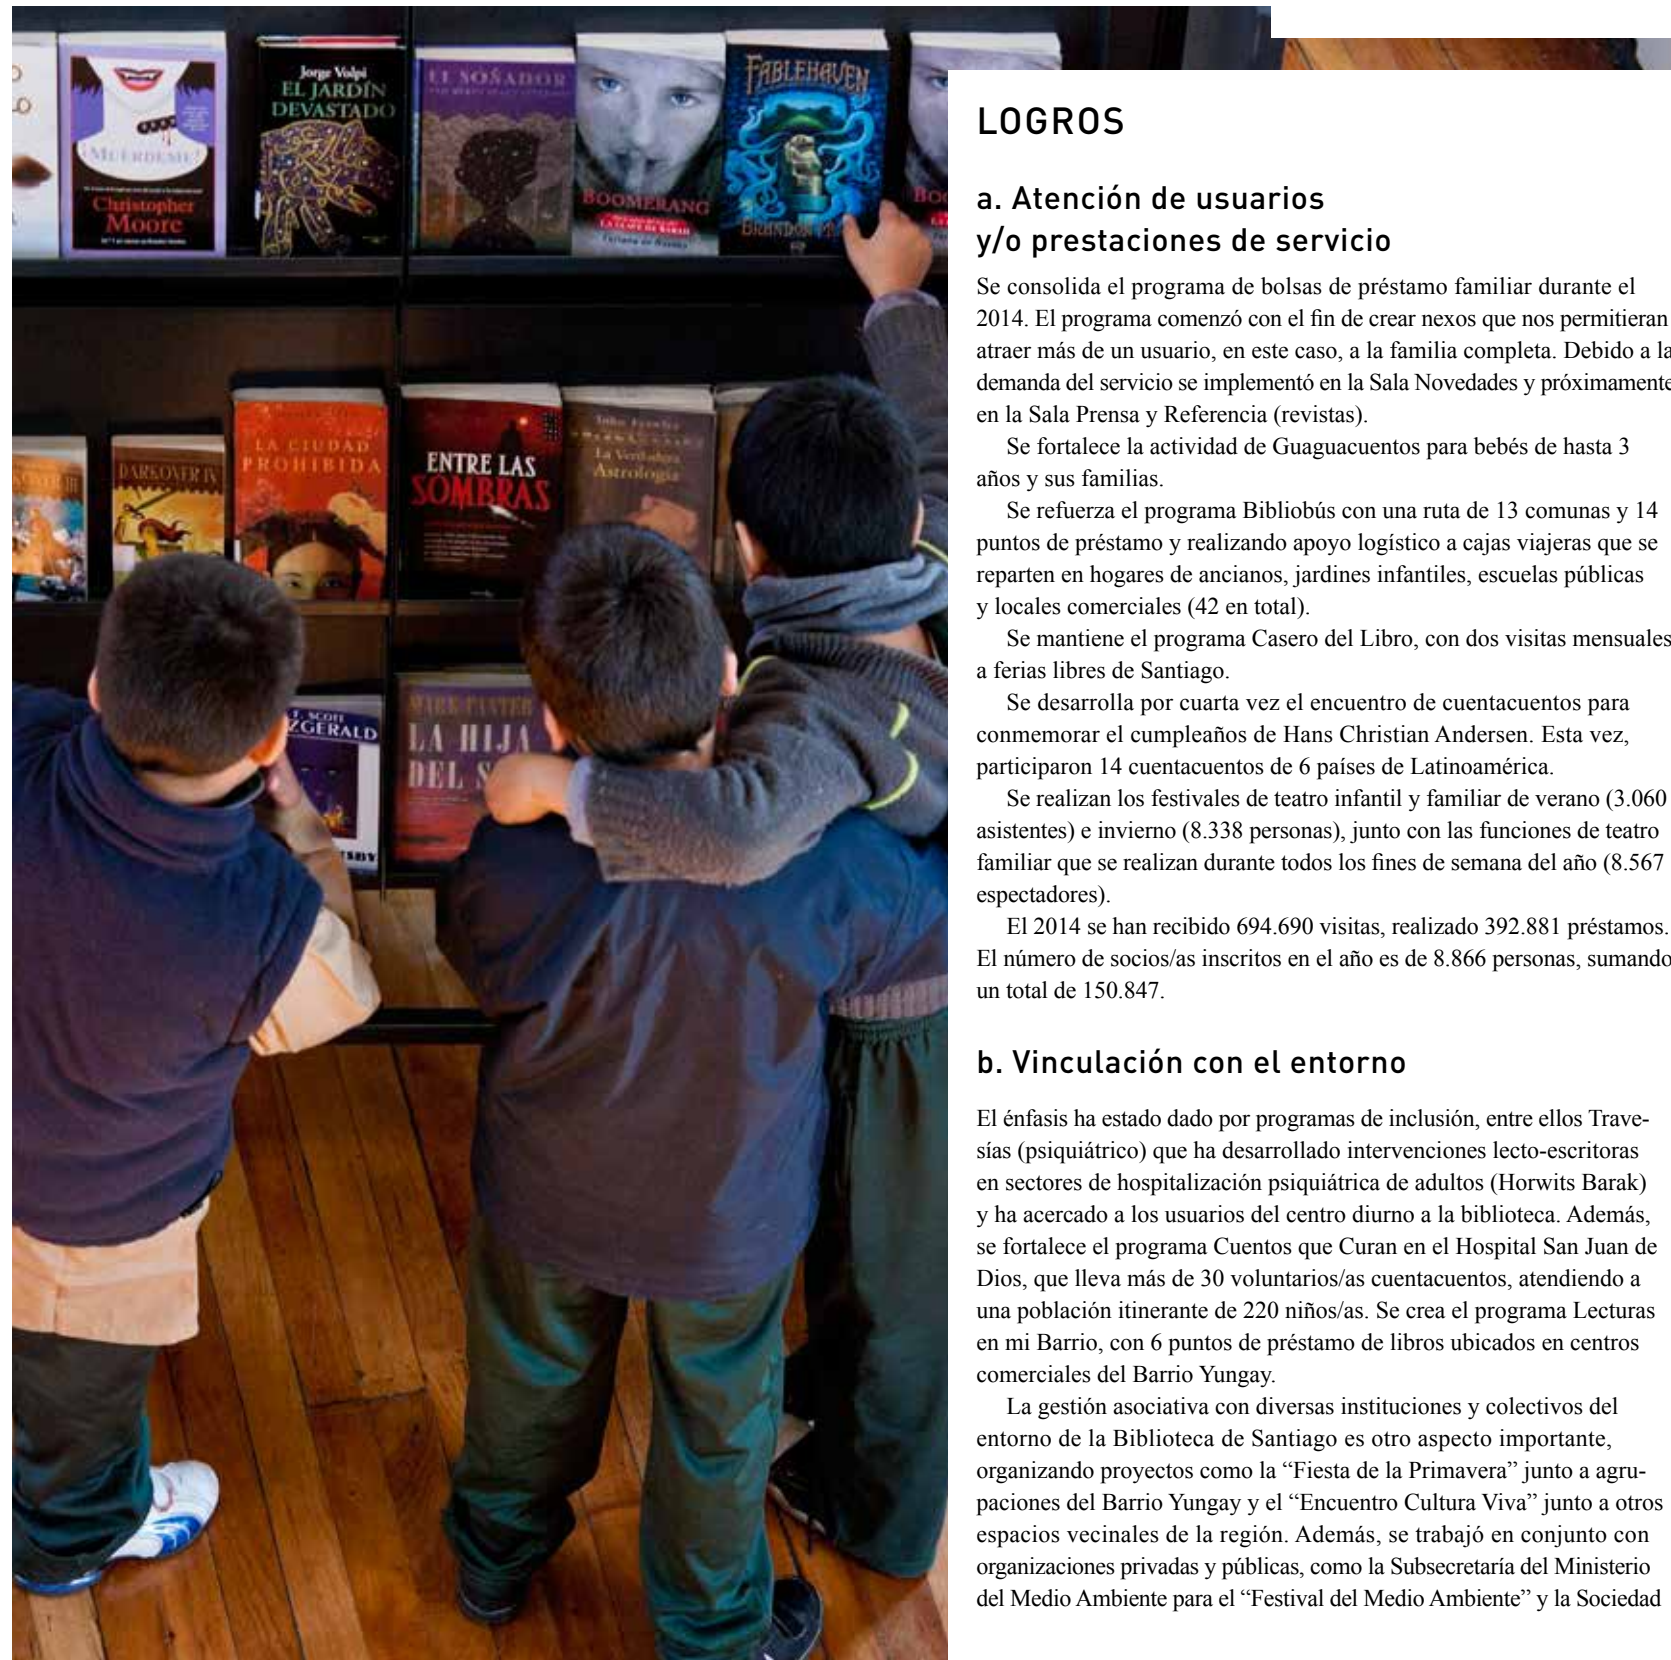 ¡MUÉRDEME!
Christopher
Moore
Jorge Volpi
EL JARDÍN
DEVASTADO
EL SOÑADOR
BOOMERANG
FABLEHAVEN
BRANDON
DARKOVER IV
LA CIUDAD
PROHIBIDA
ENTRE LAS
SOMBRAS
La Verdadera
Astrología
SCOTT
ZGERALD
LA HIJA
DEL
LOGROS
a. Atención de usuarios
y/o prestaciones de servicio
Se consolida el programa de bolsas de préstamo familiar durante el
2014. El programa comenzó con el fin de crear nexos que nos permitieran
atraer más de un usuario, en este caso, a la familia completa. Debido a la
demanda del servicio se implementó en la Sala Novedades y próximamente
en la Sala Prensa y Referencia (revistas).
Se fortalece la actividad de Guaguacuentos para bebés de hasta 3
años y sus familias.
Se refuerza el programa Bibliobús con una ruta de 13 comunas y 14
puntos de préstamo y realizando apoyo logístico a cajas viajeras que se
reparten en hogares de ancianos, jardines infantiles, escuelas públicas
y locales comerciales (42 en total).
Se mantiene el programa Casero del Libro, con dos visitas mensuales
a ferias libres de Santiago.
Se desarrolla por cuarta vez el encuentro de cuentacuentos para
conmemorar el cumpleaños de Hans Christian Andersen. Esta vez,
participaron 14 cuentacuentos de 6 países de Latinoamérica.
Se realizan los festivales de teatro infantil y familiar de verano (3.060
asistentes) e invierno (8.338 personas), junto con las funciones de teatro
familiar que se realizan durante todos los fines de semana del año (8.567
espectadores).
El 2014 se han recibido 694.690 visitas, realizado 392.881 préstamos.
El número de socios/as inscritos en el año es de 8.866 personas, sumando
un total de 150.847.
b. Vinculación con el entorno
El énfasis ha estado dado por programas de inclusión, entre ellos Trave-
sías (psiquiátrico) que ha desarrollado intervenciones lecto-escritoras
en sectores de hospitalización psiquiátrica de adultos (Horwits Barak)
y ha acercado a los usuarios del centro diurno a la biblioteca. Además,
se fortalece el programa Cuentos que Curan en el Hospital San Juan de
Dios, que lleva más de 30 voluntarios/as cuentacuentos, atendiendo a
una población itinerante de 220 niños/as. Se crea el programa Lecturas
en mi Barrio, con 6 puntos de préstamo de libros ubicados en centros
comerciales del Barrio Yungay.
La gestión asociativa con diversas instituciones y colectivos del
entorno de la Biblioteca de Santiago es otro aspecto importante,
organizando proyectos como la “Fiesta de la Primavera” junto a agru-
paciones del Barrio Yungay y el “Encuentro Cultura Viva” junto a otros
espacios vecinales de la región. Además, se trabajó en conjunto con
organizaciones privadas y públicas, como la Subsecretaría del Ministerio
del Medio Ambiente para el “Festival del Medio Ambiente” y la Sociedad